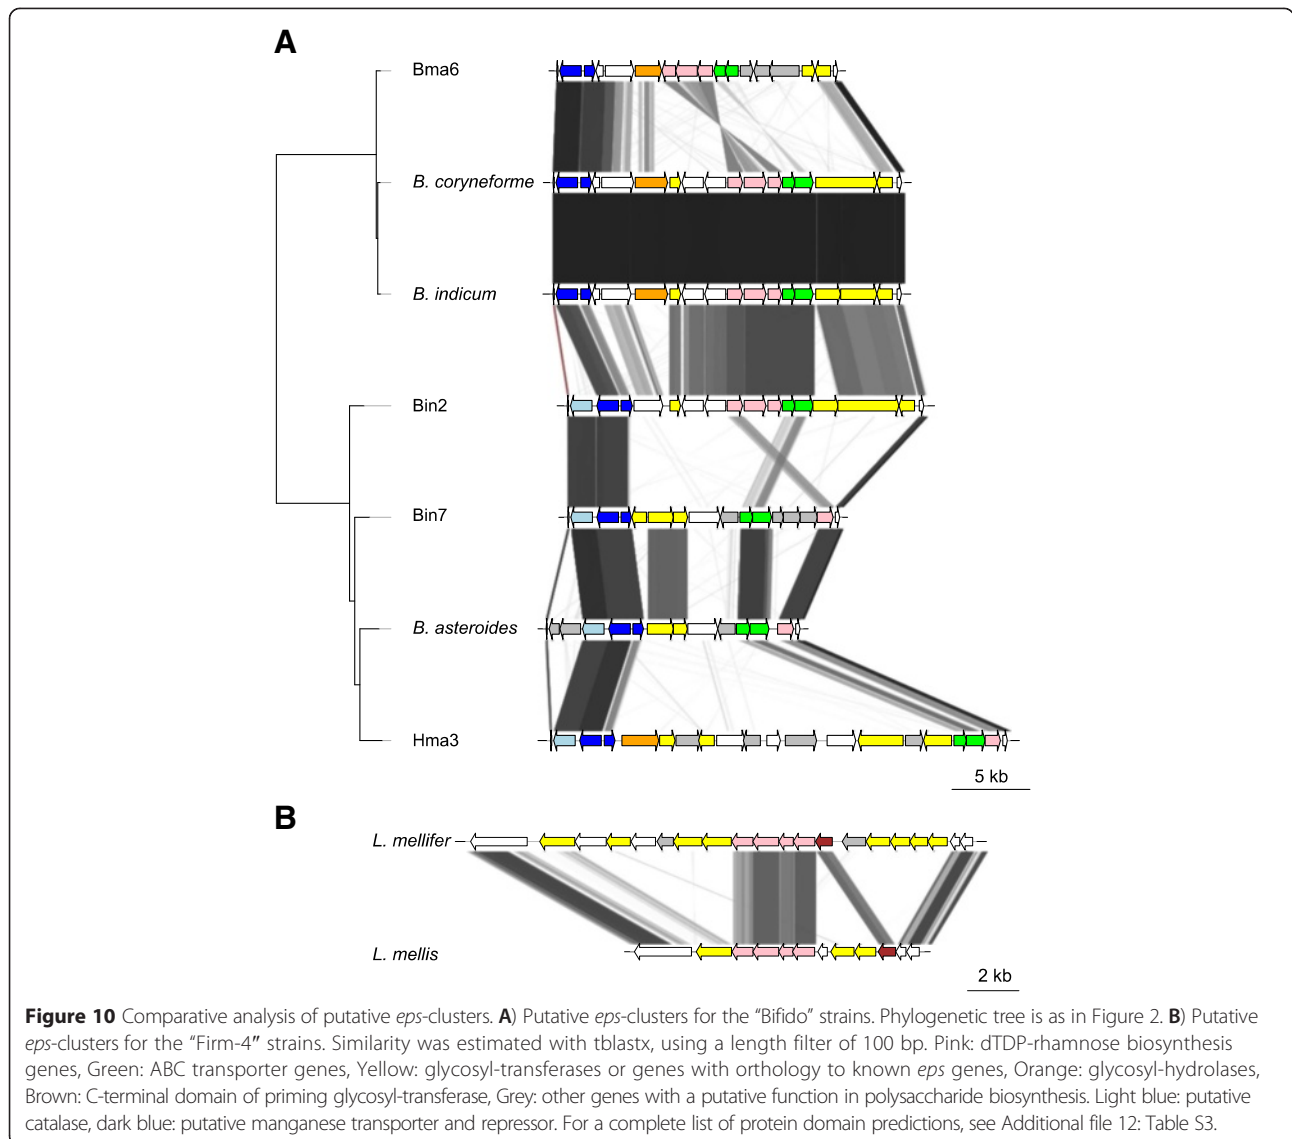 A
Bma6
B. coryneforme
B. indicum
Bin2
Bin7
B. asteroides
Hma3
5 kb
B
L. mellifer
L. mellis
2 kb
Figure 10 Comparative analysis of putative eps-clusters. A) Putative eps-clusters for the “Bifido” strains. Phylogenetic tree is as in Figure 2. B) Putative
eps-clusters for the “Firm-4″ strains. Similarity was estimated with tblastx, using a length filter of 100 bp. Pink: dTDP-rhamnose biosynthesis
genes, Green: ABC transporter genes, Yellow: glycosyl-transferases or genes with orthology to known eps genes, Orange: glycosyl-hydrolases,
Brown: C-terminal domain of priming glycosyl-transferase, Grey: other genes with a putative function in polysaccharide biosynthesis. Light blue: putative
catalase, dark blue: putative manganese transporter and repressor. For a complete list of protein domain predictions, see Additional file 12: Table S3.